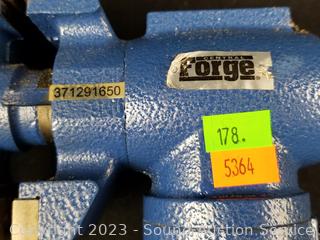 CENTRAL
Forge
371291650
178.
5364
Copyright 2023 - Sound Auction Service